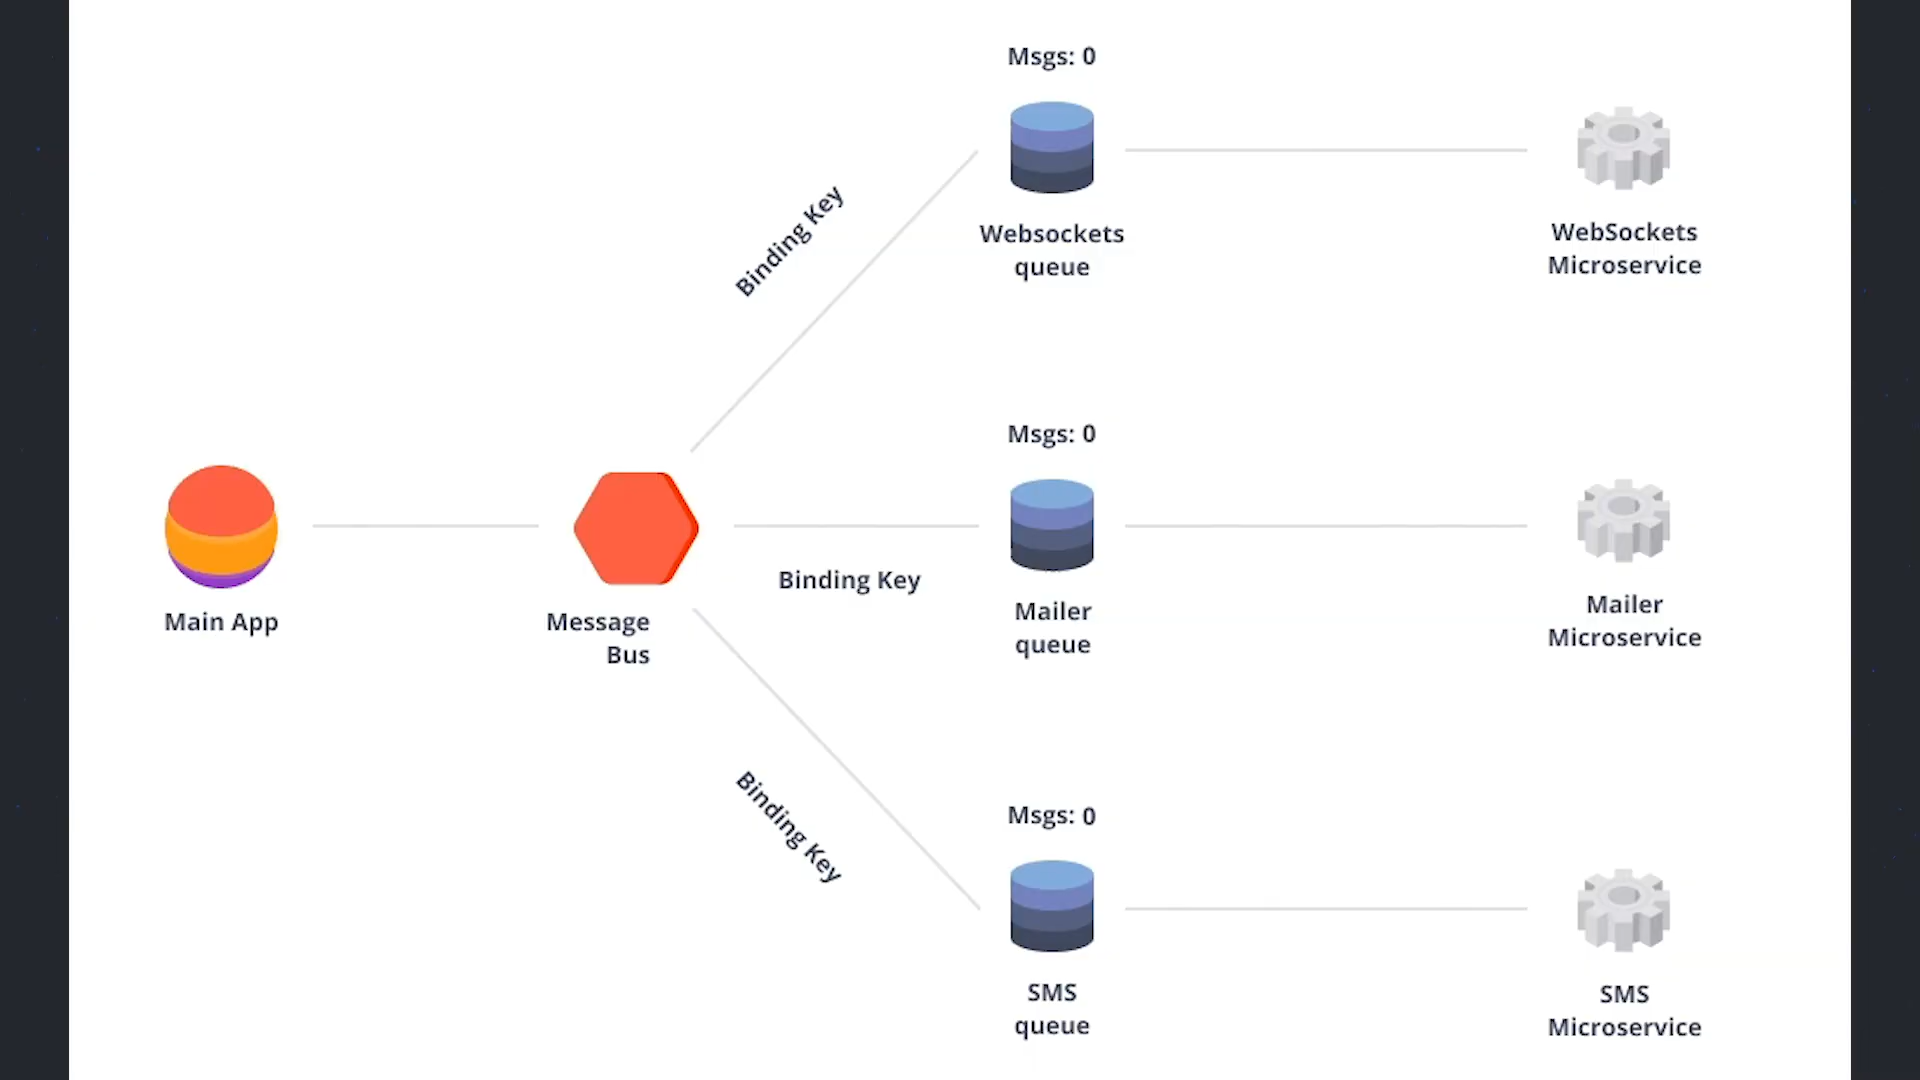 Msgs: 0
Binding Key
Websockets
queue
WebSockets
Microservice
Msgs: 0
Main App
Message
Bus
Binding Key
Mailer
queue
Mailer
Microservice
Binding Key
Msgs: 0
SMS
queue
SMS
Microservice